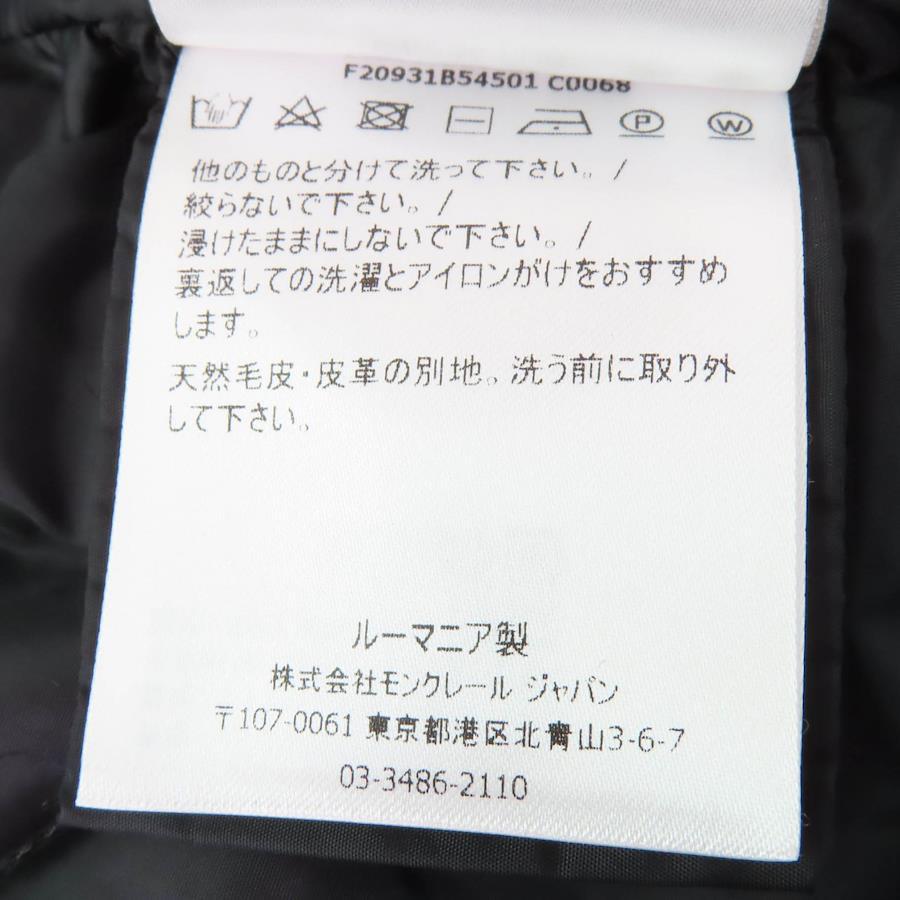 F20931B54501 C0068
P W
他のものと分けて洗って下さい。/
絞らないで下さい。/
浸けたままにしないで下さい。/
裏返しての洗濯とアイロンがけをおすすめ
します。
天然毛皮・皮革の別地。洗う前に取り外
して下さい。
ルーマニア製
株式会社モンクレール ジャパン
〒107-0061 東京都港区北青山3-6-7
03-3486-2110